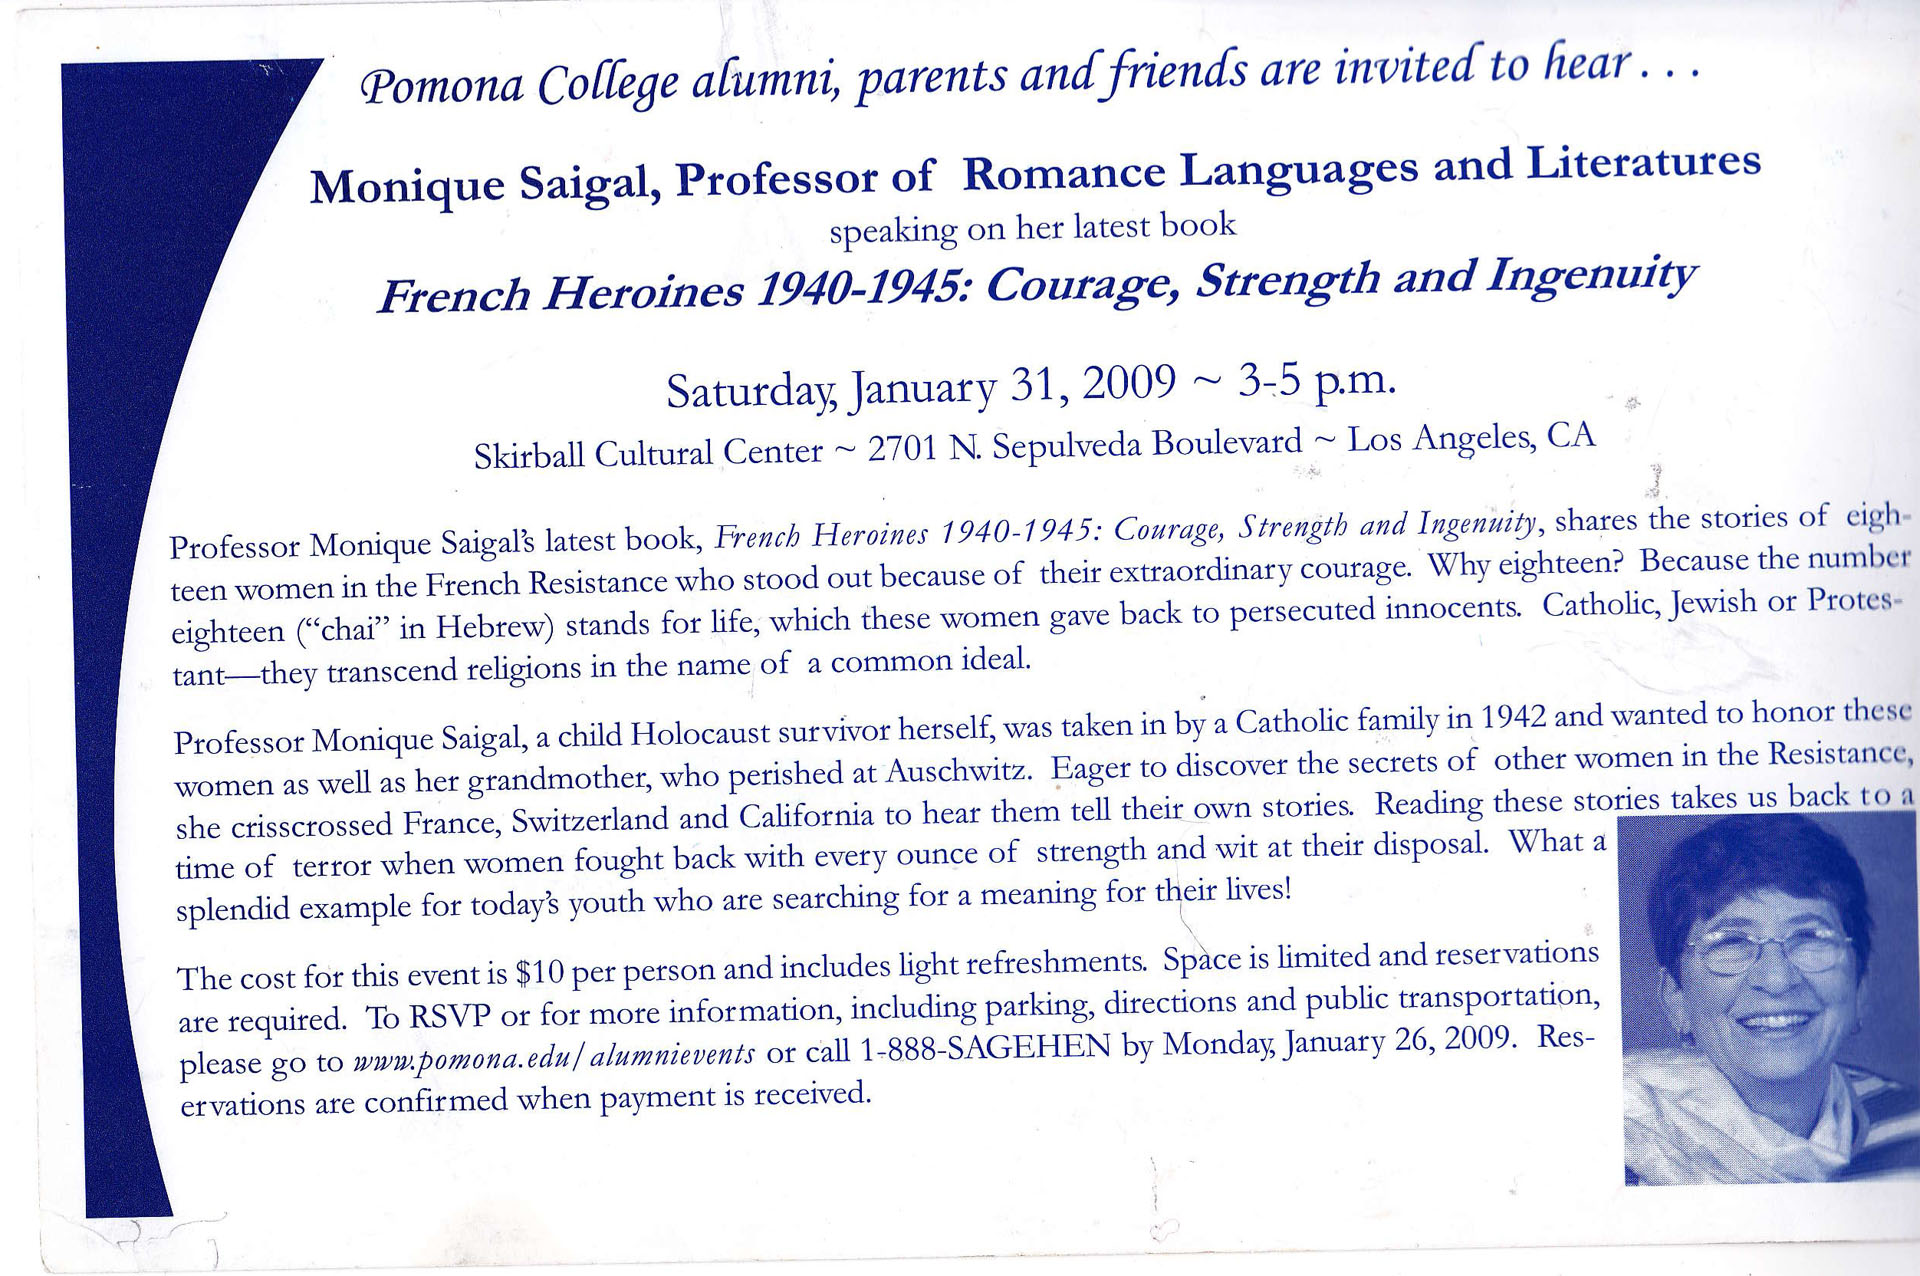 Pomona College alumni, parents and friends are invited to hear . . .
Monique Saigal, Professor of Romance Languages and Literatures
speaking on her latest book
French Heroines 1940-1945: Courage, Strength and Ingenuity
Saturday, January 31, 2009 ~ 3-5 p.m.
Skirball Cultural Center ~ 2701 N. Sepulveda Boulevard ~ Los Angeles, CA
Professor Monique Saigal's latest book, French Heroines 1940-1945: Courage, Strength and Ingenuity, shares the stories of eigh-
teen women in the French Resistance who stood out because of their extraordinary courage. Why eighteen? Because the number
eighteen ("chai" in Hebrew) stands for life, which these women gave back to persecuted innocents. Catholic, Jewish or Protes-
tant—they transcend religions in the name of a common ideal.
Professor Monique Saigal, a child Holocaust survivor herself, was taken in by a Catholic family in 1942 and wanted to honor these
women as well as her grandmother, who perished at Auschwitz. Eager to discover the secrets of other women in the Resistance,
she crisscrossed France, Switzerland and California to hear them tell their own stories. Reading these stories takes us back to a
time of terror when women fought back with every ounce of strength and wit at their disposal. What a
splendid example for today's youth who are searching for a meaning for their lives!
The cost for this event is $10 per person and includes light refreshments. Space is limited and reservations
are required. To RSVP or for more information, including parking, directions and public transportation,
please go to www.pomona.edu/alumnievents or call 1-888-SAGEHEN by Monday, January 26, 2009. Res-
ervations are confirmed when payment is received.